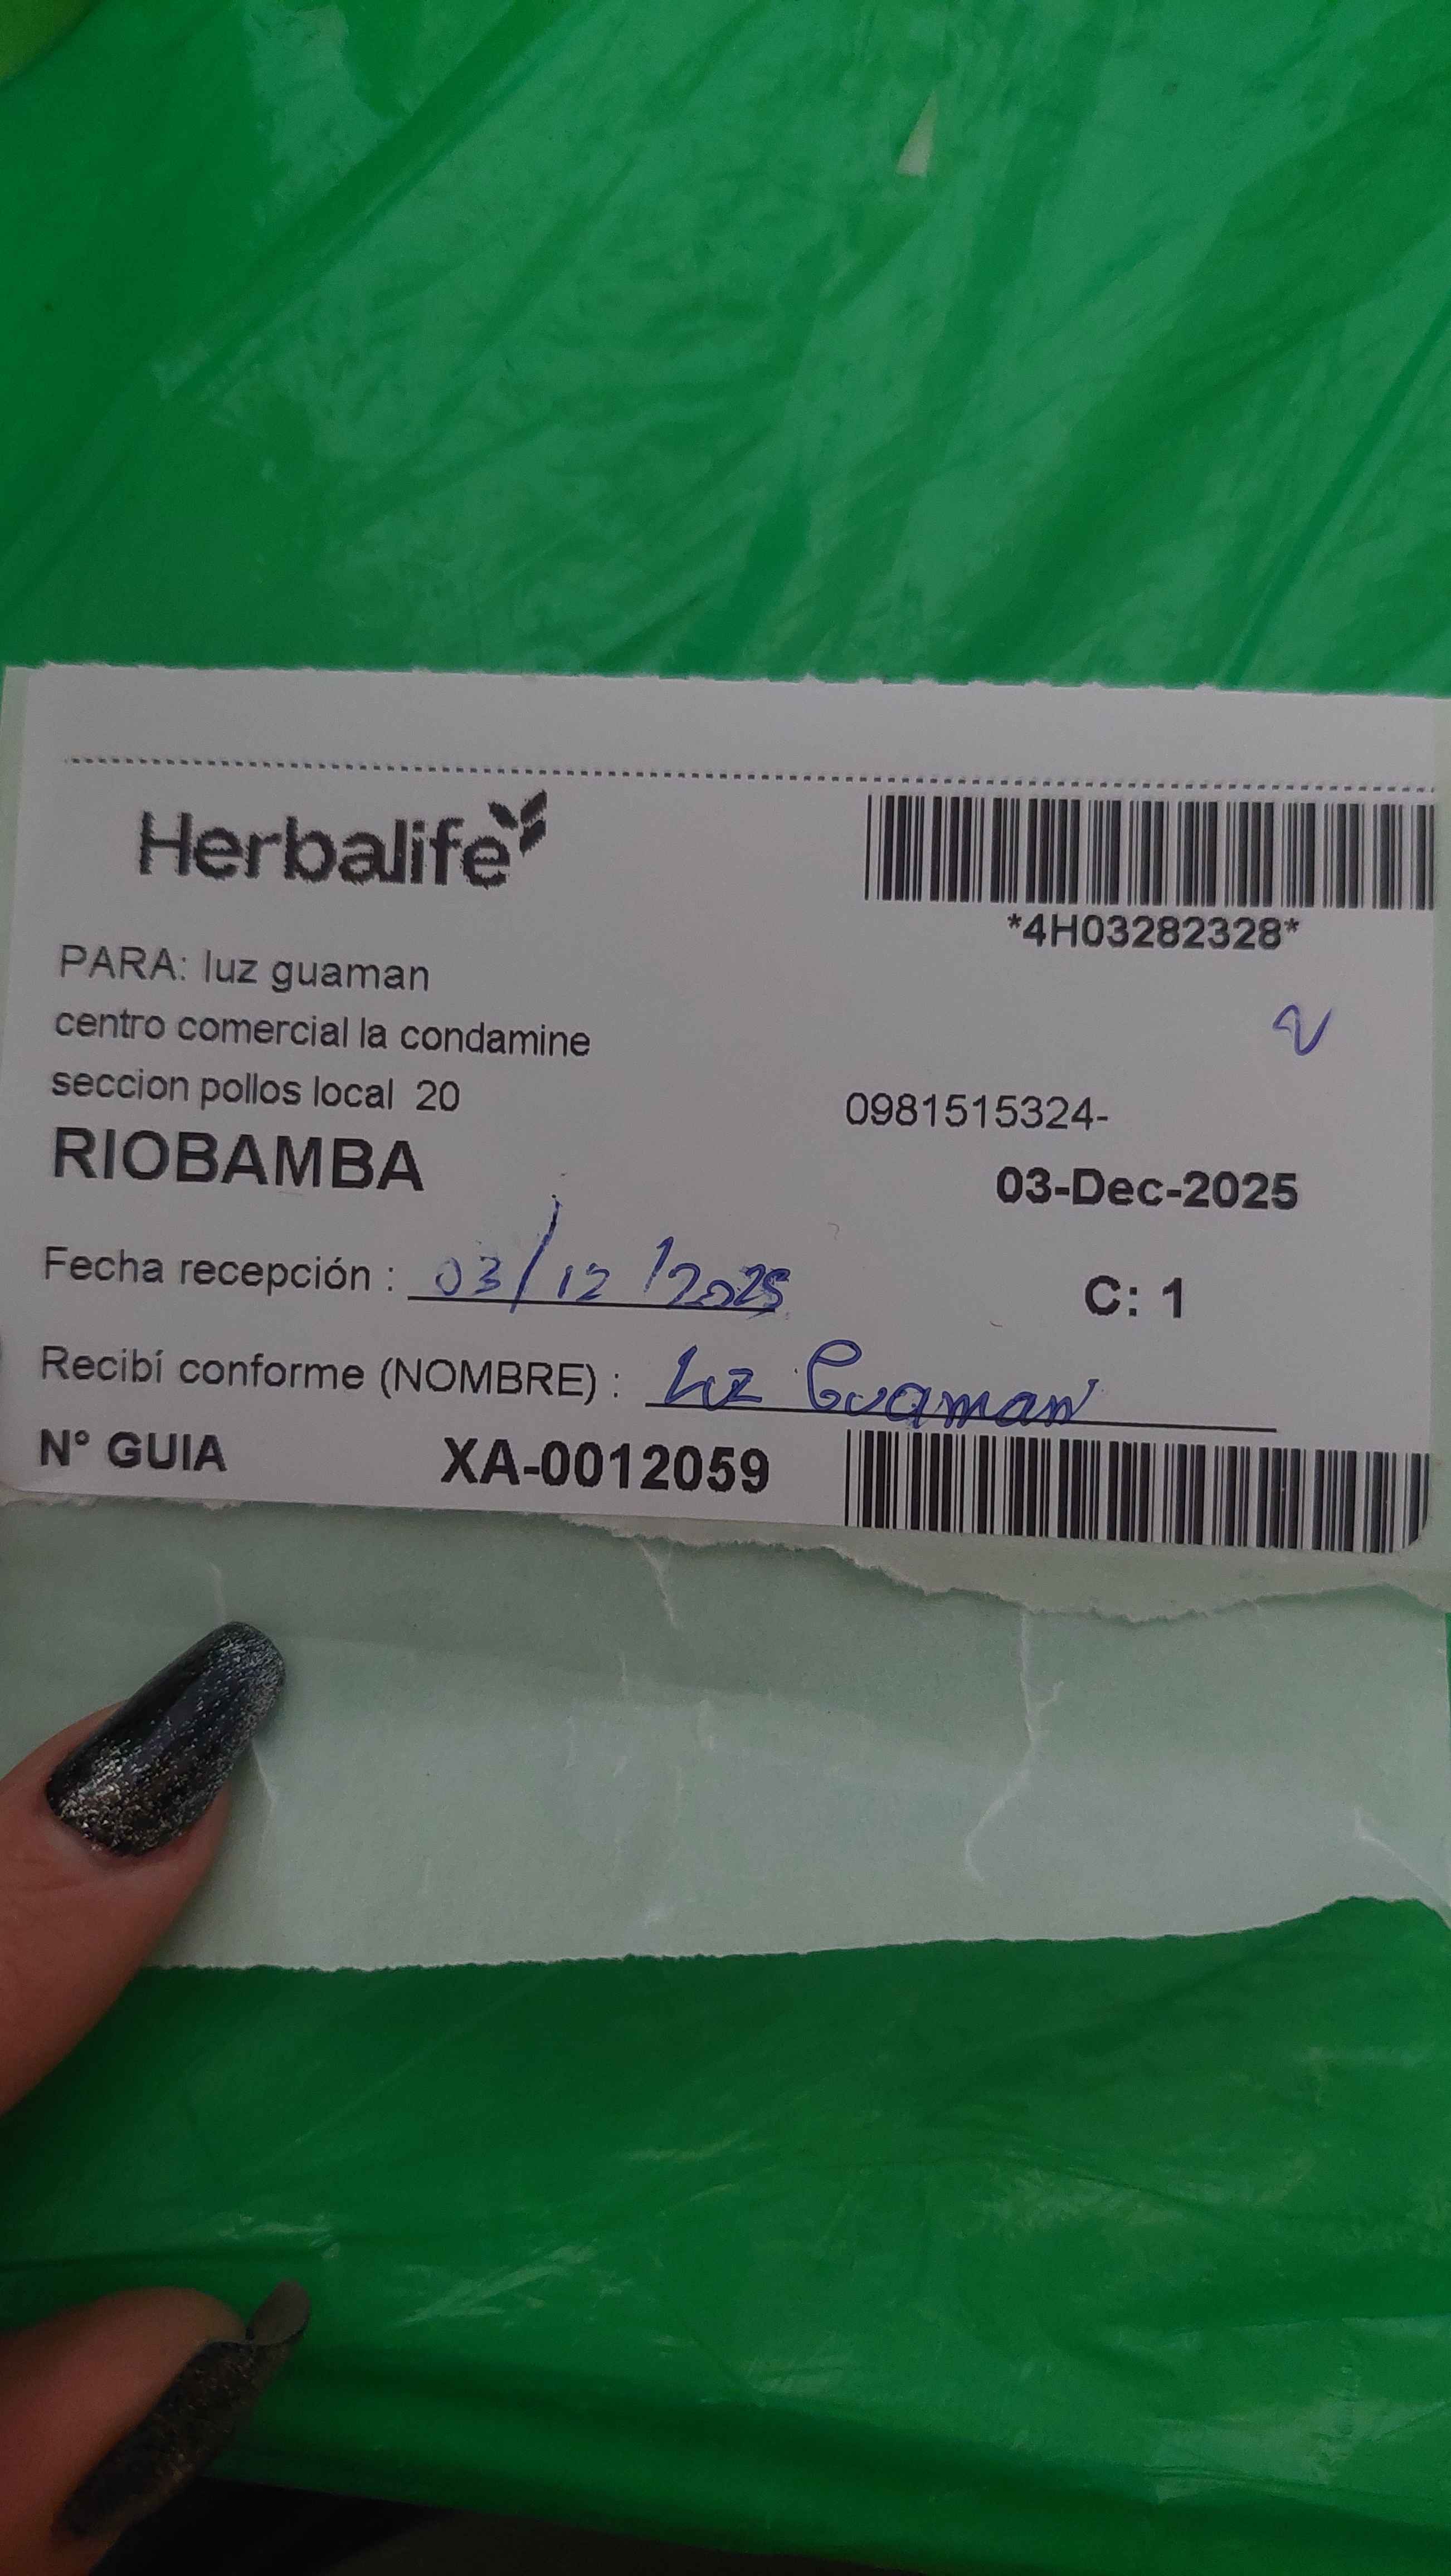 Herbalife
*4H03282328*
PARA: luz guaman
centro comercial la condamine
seccion pollos local 20
0981515324-
RIOBAMBA
03-Dec-2025
Fecha recepción : 03/12/2025
C: 1
Recibí conforme (NOMBRE) : Luz Guaman
N° GUIA XA-0012059